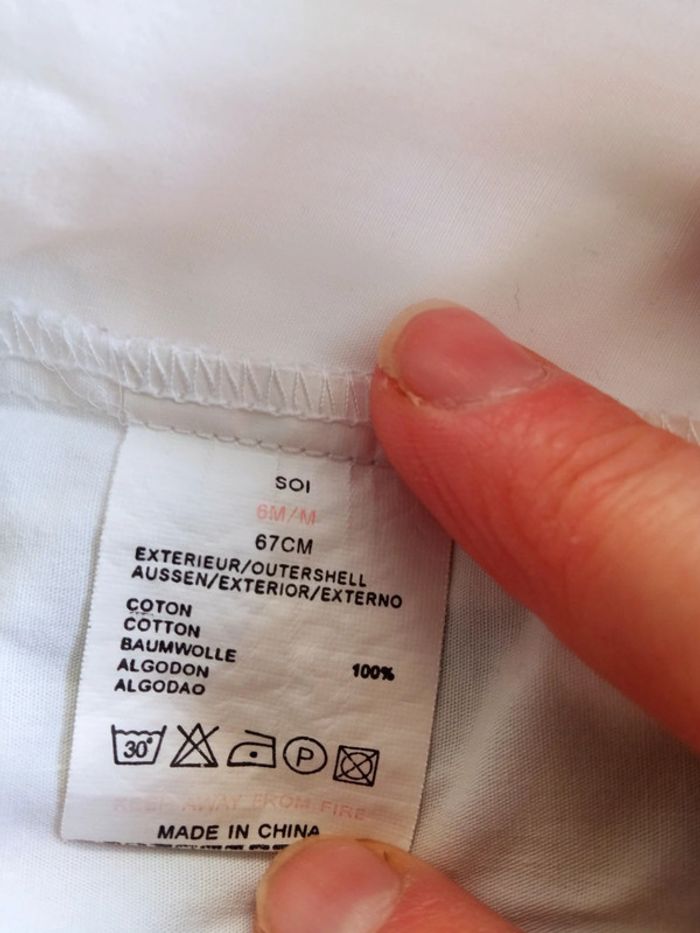 SOI
6M/M
67CM
EXTERIEUR/OUTERSHELL
AUSSEN/EXTERIOR/EXTERNO
COTON
COTTON
BAUMWOLLE
ALGODON 100%
ALGODAO
30°
P
KEEP AWAY FROM FIRE
MADE IN CHINA